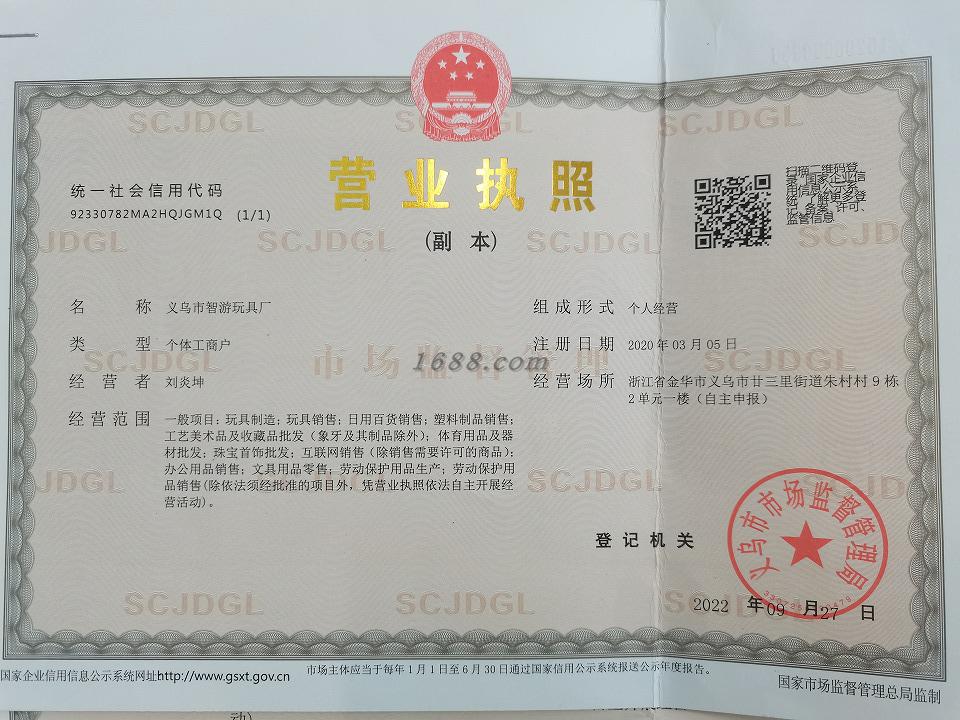 营业执照
(副 本)
统一社会信用代码
92330782MA2HQJGM1Q (1/1)
扫描二维码登
录“国家企业信
用信息公示系
统”了解更多登
记、备案、许可、
监管信息
名 称 义乌市智游玩具厂
类 型 个体工商户
经 营 者 刘炎坤
经营范围 一般项目：玩具制造；玩具销售；日用百货销售；塑料制品销售；
工艺美术品及收藏品批发（象牙及其制品除外）；体育用品及器
材批发；珠宝首饰批发；互联网销售（除销售需要许可的商品）；
办公用品销售；文具用品零售；劳动保护用品生产；劳动保护用
品销售(除依法须经批准的项目外，凭营业执照依法自主开展经
营活动)。
组成形式 个人经营
注册日期 2020年03月05日
经营场所 浙江省金华市义乌市廿三里街道朱村村9栋
2单元一楼（自主申报）
1688.com
市场监督管理
SCJDGL
登记机关
义乌市市场监督管理局
2022 年 09 月 27 日
国家企业信用信息公示系统网址http://www.gsxt.gov.cn
市场主体应当于每年1月1日至6月30日通过国家信用公示系统报送公示年度报告。
国家市场监督管理总局监制